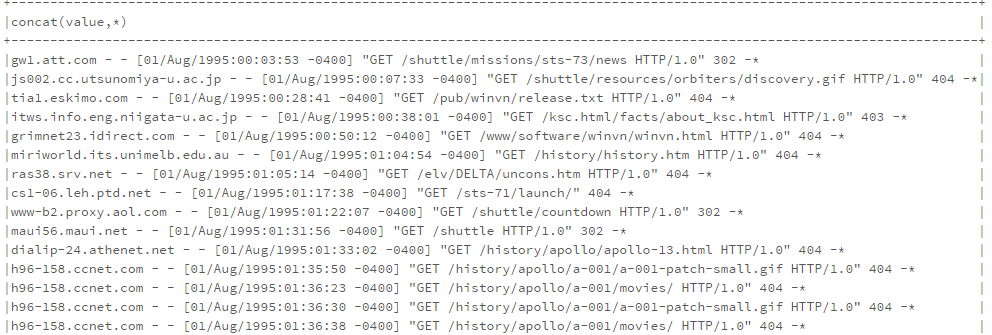 +--------------------------------------------------------------------------------------------------------------------------+
|concat(value,*) |
+--------------------------------------------------------------------------------------------------------------------------+
|gw1.att.com - - [01/Aug/1995:00:03:53 -0400] "GET /shuttle/missions/sts-73/news HTTP/1.0" 302 -* |
|js002.cc.utsunomiya-u.ac.jp - - [01/Aug/1995:00:07:33 -0400] "GET /shuttle/resources/orbiters/discovery.gif HTTP/1.0" 404 -*|
|tia1.eskimo.com - - [01/Aug/1995:00:28:41 -0400] "GET /pub/winvn/release.txt HTTP/1.0" 404 -* |
|itws.info.eng.niigata-u.ac.jp - - [01/Aug/1995:00:38:01 -0400] "GET /ksc.html/facts/about_ksc.html HTTP/1.0" 403 -* |
|grimnet23.idirect.com - - [01/Aug/1995:00:50:12 -0400] "GET /www/software/winvn/winvn.html HTTP/1.0" 404 -* |
|miriworld.its.unimelb.edu.au - - [01/Aug/1995:01:04:54 -0400] "GET /history/history.htm HTTP/1.0" 404 -* |
|ras38.srv.net - - [01/Aug/1995:01:05:14 -0400] "GET /elv/DELTA/uncons.htm HTTP/1.0" 404 -* |
|cs1-06.leh.ptd.net - - [01/Aug/1995:01:17:38 -0400] "GET /sts-71/launch/" 404 -* |
|www-b2.proxy.aol.com - - [01/Aug/1995:01:22:07 -0400] "GET /shuttle/countdown HTTP/1.0" 302 -* |
|maui56.maui.net - - [01/Aug/1995:01:31:56 -0400] "GET /shuttle HTTP/1.0" 302 -* |
|dialip-24.athenet.net - - [01/Aug/1995:01:33:02 -0400] "GET /history/apollo/apollo-13.html HTTP/1.0" 404 -* |
|h96-158.ccnet.com - - [01/Aug/1995:01:35:50 -0400] "GET /history/apollo/a-001/a-001-patch-small.gif HTTP/1.0" 404 -* |
|h96-158.ccnet.com - - [01/Aug/1995:01:36:23 -0400] "GET /history/apollo/a-001/movies/ HTTP/1.0" 404 -* |
|h96-158.ccnet.com - - [01/Aug/1995:01:36:30 -0400] "GET /history/apollo/a-001/a-001-patch-small.gif HTTP/1.0" 404 -* |
|h96-158.ccnet.com - - [01/Aug/1995:01:36:38 -0400] "GET /history/apollo/a-001/movies/ HTTP/1.0" 404 -* |